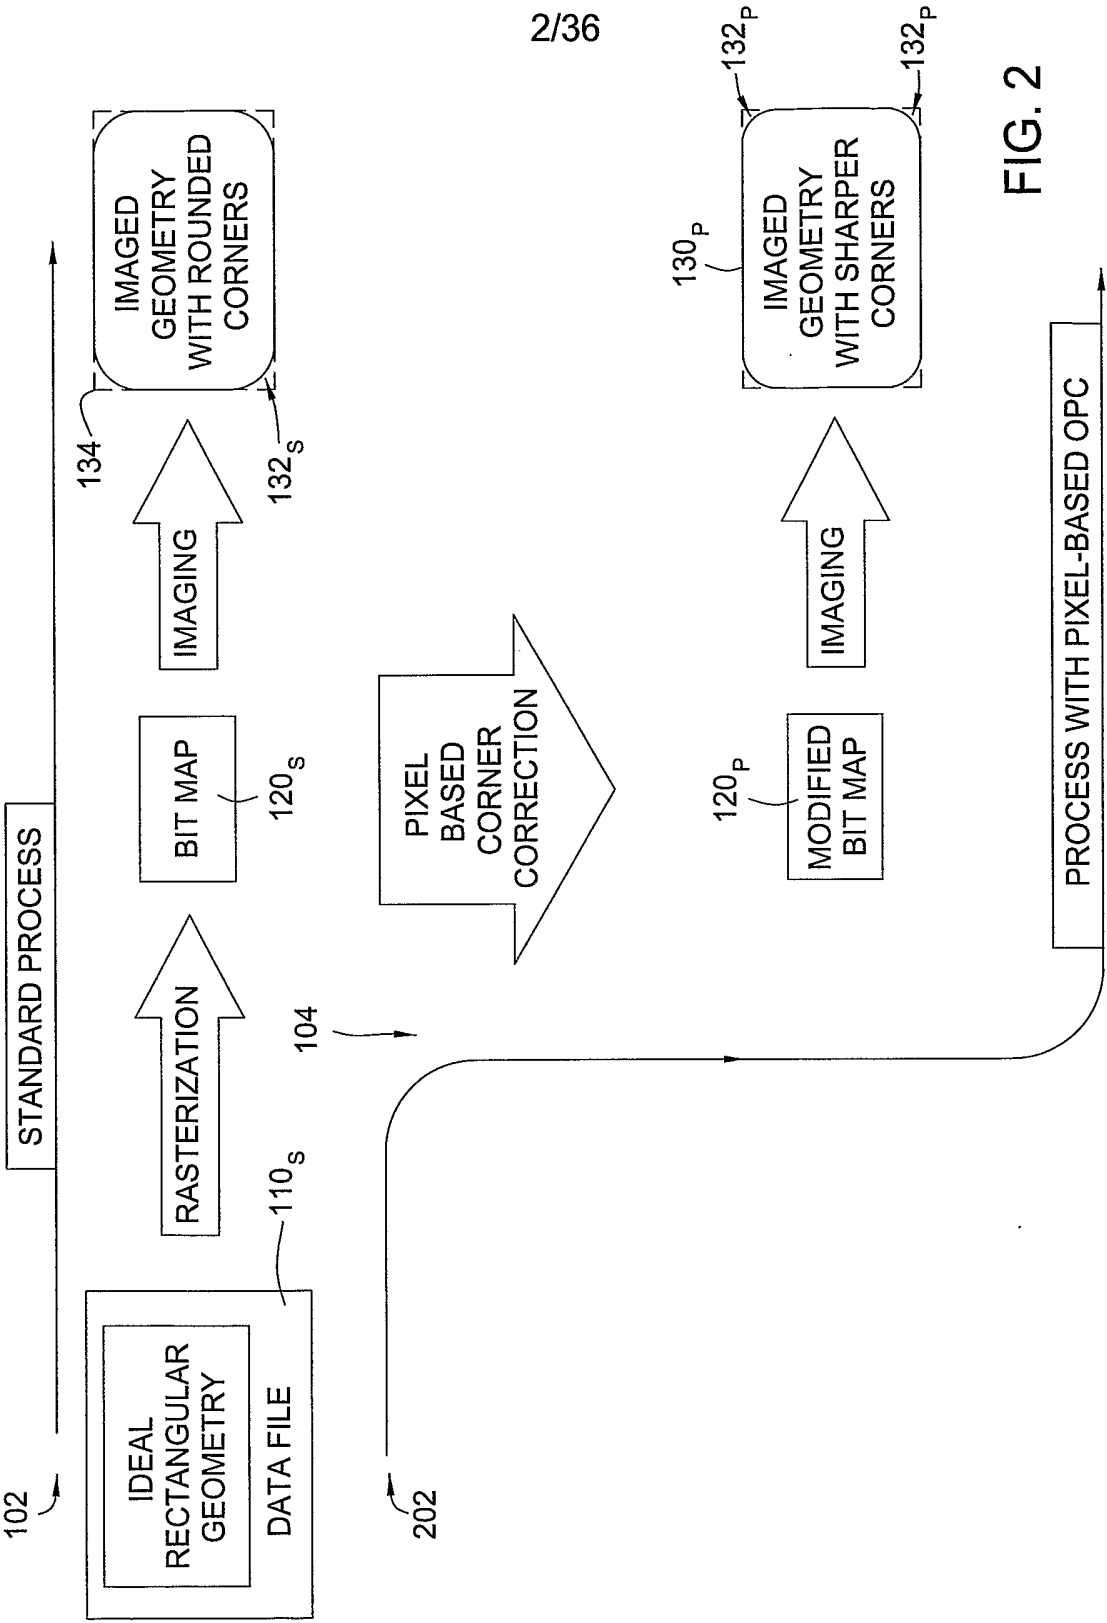 2/36
STANDARD PROCESS
102
IDEAL
RECTANGULAR
GEOMETRY
DATA FILE
110S
RASTERIZATION
BIT MAP
120S
IMAGING
134
IMAGED
GEOMETRY
WITH ROUNDED
CORNERS
132S
104
PIXEL
BASED
CORNER
CORRECTION
202
120P
MODIFIED
BIT MAP
IMAGING
130P
IMAGED
GEOMETRY
WITH SHARPER
CORNERS
132P
132P
PROCESS WITH PIXEL-BASED OPC
FIG. 2